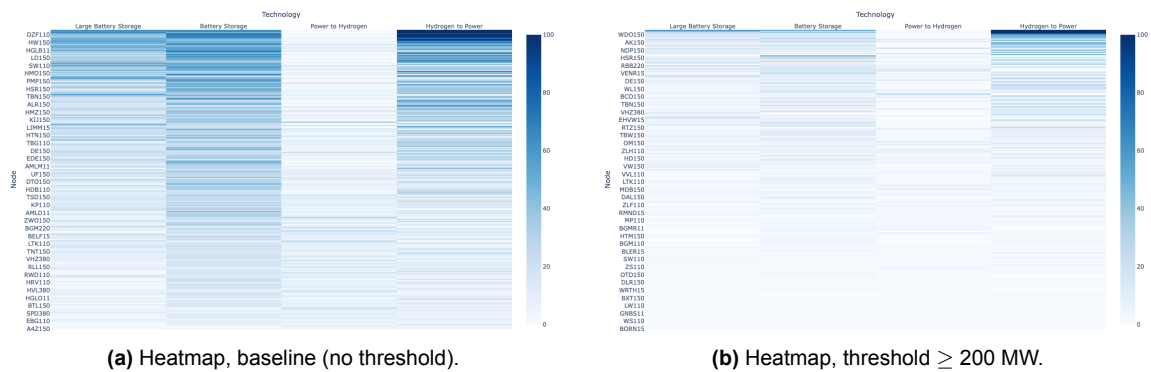 Technology
Large Battery Storage Battery Storage Power to Hydrogen Hydrogen to Power
DZF110
HW150
HGLB11
LD150
SW110
HMO150
PMP150
HSR150
TBN150
ALR150
HMZ150
KIJ150
LIMM15
HTN150
TBG110
DE150
EDE150
AMLM11
UF150
DTO150
HDB110
TSD150
KP110
AMLD11
ZWO150
BGM220
BELF15
LTK110
TNT150
VHZ380
RLL150
RWD110
HRV110
HVL380
HGLO11
BTL150
SPD380
EBG110
A4Z150
Node
100
80
60
40
20
0
(a) Heatmap, baseline (no threshold).
Technology
Large Battery Storage Battery Storage Power to Hydrogen Hydrogen to Power
WDO150
AK150
NDP150
HSR150
RBB220
VENR15
DE150
WL150
BCO150
TBN150
VHZ380
EHVW15
RTZ150
TBW150
OM150
ZLH110
HD150
VW150
VVL110
LTK110
MDB150
DAL150
ZLF110
RMND15
MP110
BGMR11
HTM150
BGM110
BLER15
SW110
ZS110
OTD150
DLR150
WRTH15
BXT150
LW110
GNBS11
WS110
BORN15
Node
100
80
60
40
20
0
(b) Heatmap, threshold ≥ 200 MW.